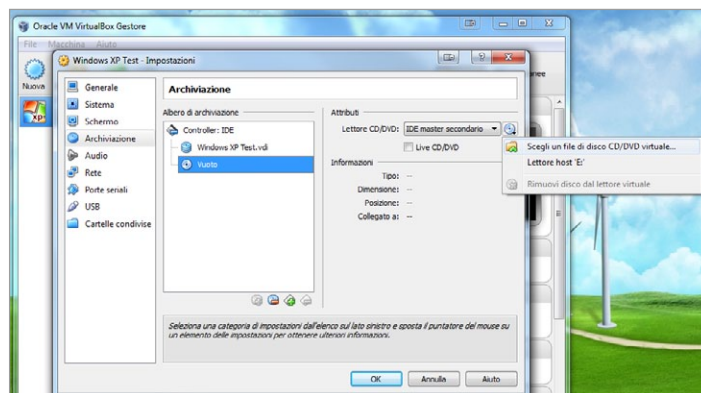 Oracle VM VirtualBox Gestore
File Macchina Aiuto
Nuova
Windows XP Test - Impostazioni
Generale
Sistema
Schermo
Archiviazione
Audio
Rete
Porte seriali
USB
Cartelle condivise
Archiviazione
Albero di archiviazione
Controller: IDE
Windows XP Test.vdi
Vuoto
Attributi
Lettore CD/DVD: IDE master secondario
Live CD/DVD
Informazioni
Tipo: --
Dimensione: --
Posizione: --
Collegato a: --
Scegli un file di disco CD/DVD virtuale...
Lettore host 'E:'
Rimuovi disco dal lettore virtuale
Seleziona una categoria di impostazioni dall'elenco sul lato sinistro e sposta il puntatore del mouse su
un elemento delle impostazioni per ottenere ulteriori informazioni.
OK Annulla Aiuto